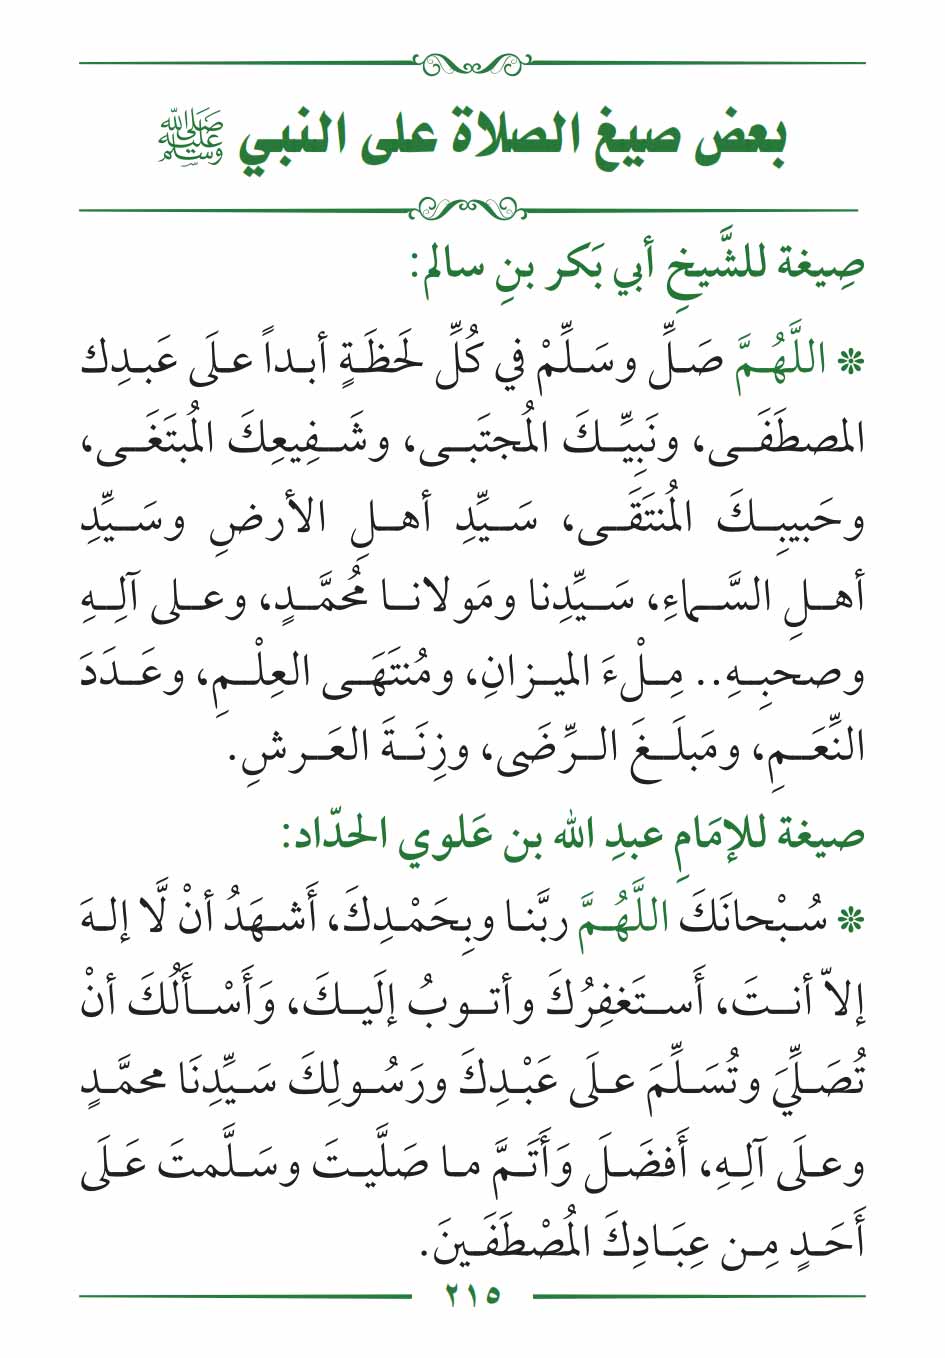 بعض صيغ الصلاة على النبي ﷺ
صِيغة للشَّيخِ أبي بَكر بنِ سالم:
❊ اللَّهُمَّ صَلِّ وسَلِّمْ في كُلِّ لَحظَةٍ أبداً علَى عَبدِك
المصطَفَى، ونَبِيِّكَ المُجتَبى، وشَفِيعِكَ المُبتَغَى،
وحَبيبِكَ المُنتَقَى، سَيِّدِ أهلِ الأرضِ وسَيِّدِ
أهلِ السَّماءِ، سَيِّدِنا ومَولانا مُحمَّدٍ، وعلى آلِهِ
وصحبِهِ.. مِلْءَ الميزانِ، ومُنتَهَى العِلْمِ، وعَدَدَ
النِّعَمِ، ومَبلَغَ الرِّضَى، وزِنَةَ العَرشِ.
صيغة للإمَامِ عبدِ الله بن عَلوي الحدّاد:
❊ سُبْحانَكَ اللَّهُمَّ ربَّنا وبِحَمْدِكَ، أَشهَدُ أنْ لَّا إلهَ
إلاّ أنتَ، أَستَغفِرُكَ وأتوبُ إلَيكَ، وَأَسْأَلُكَ أنْ
تُصَلِّيَ وتُسَلِّمَ علَى عَبْدِكَ ورَسُولِكَ سَيِّدِنَا محمَّدٍ
وعلَى آلِهِ، أَفضَلَ وَأَتَمَّ ما صَلَّيتَ وسَلَّمتَ عَلَى
أَحَدٍ مِن عِبَادِكَ المُصْطَفَينَ.
٢١٥